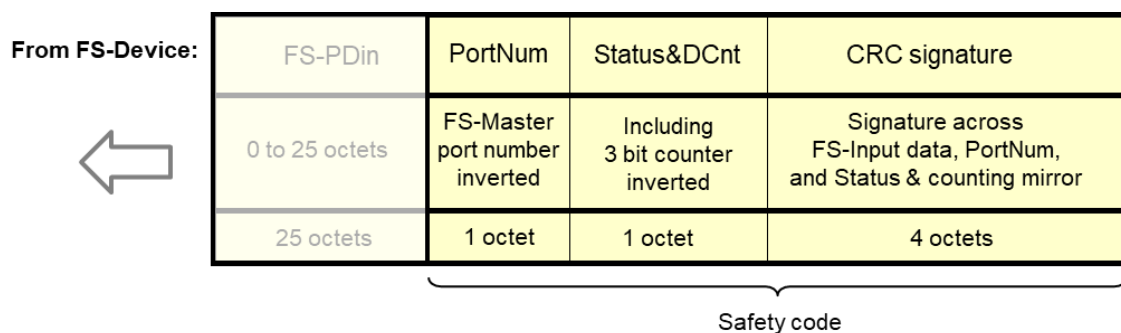 From FS-Device:
FS-PDin
PortNum
Status&DCnt
CRC signature
0 to 25 octets
FS-Master
port number
inverted
Including
3 bit counter
inverted
Signature across
FS-Input data, PortNum,
and Status & counting mirror
25 octets
1 octet
1 octet
4 octets
Safety code